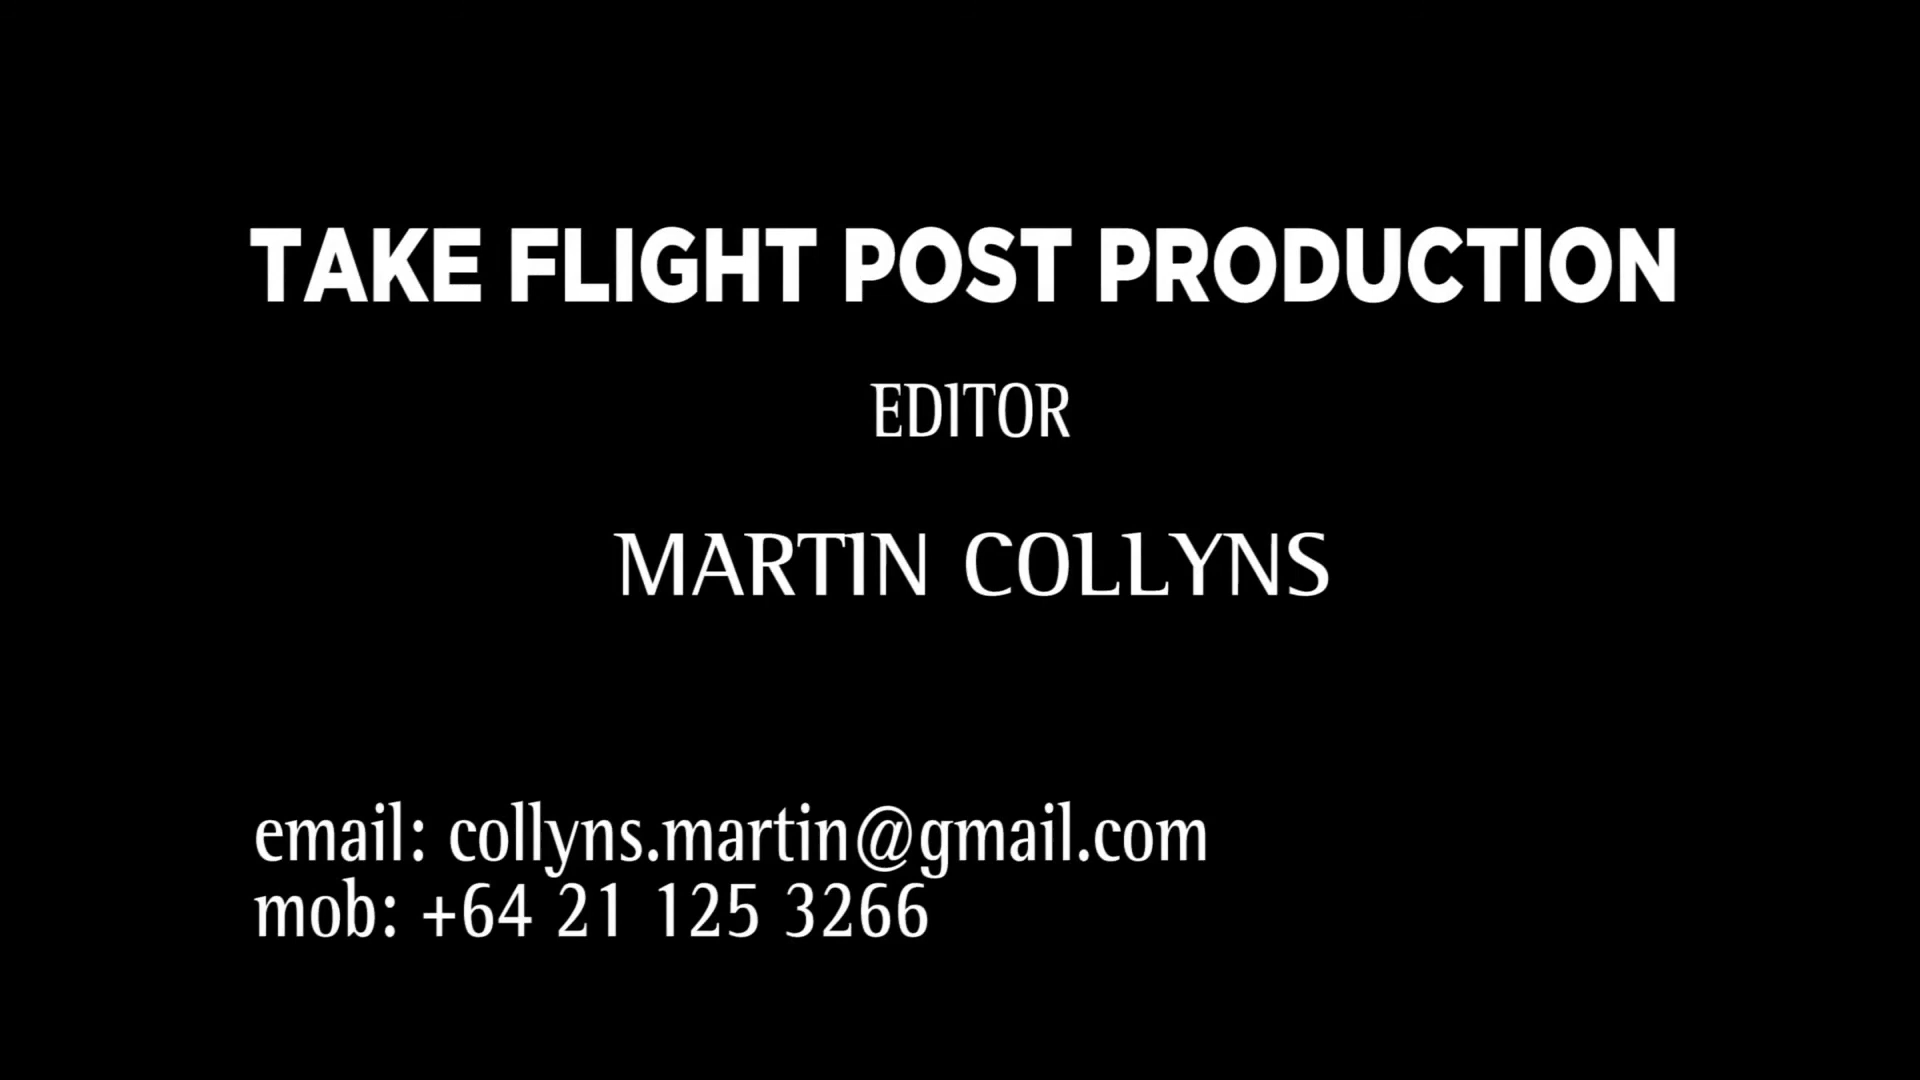 TAKE FLIGHT POST PRODUCTION
EDITOR
MARTIN COLLYNS
email: collyns.martin@gmail.com
mob: +64 21 125 3266